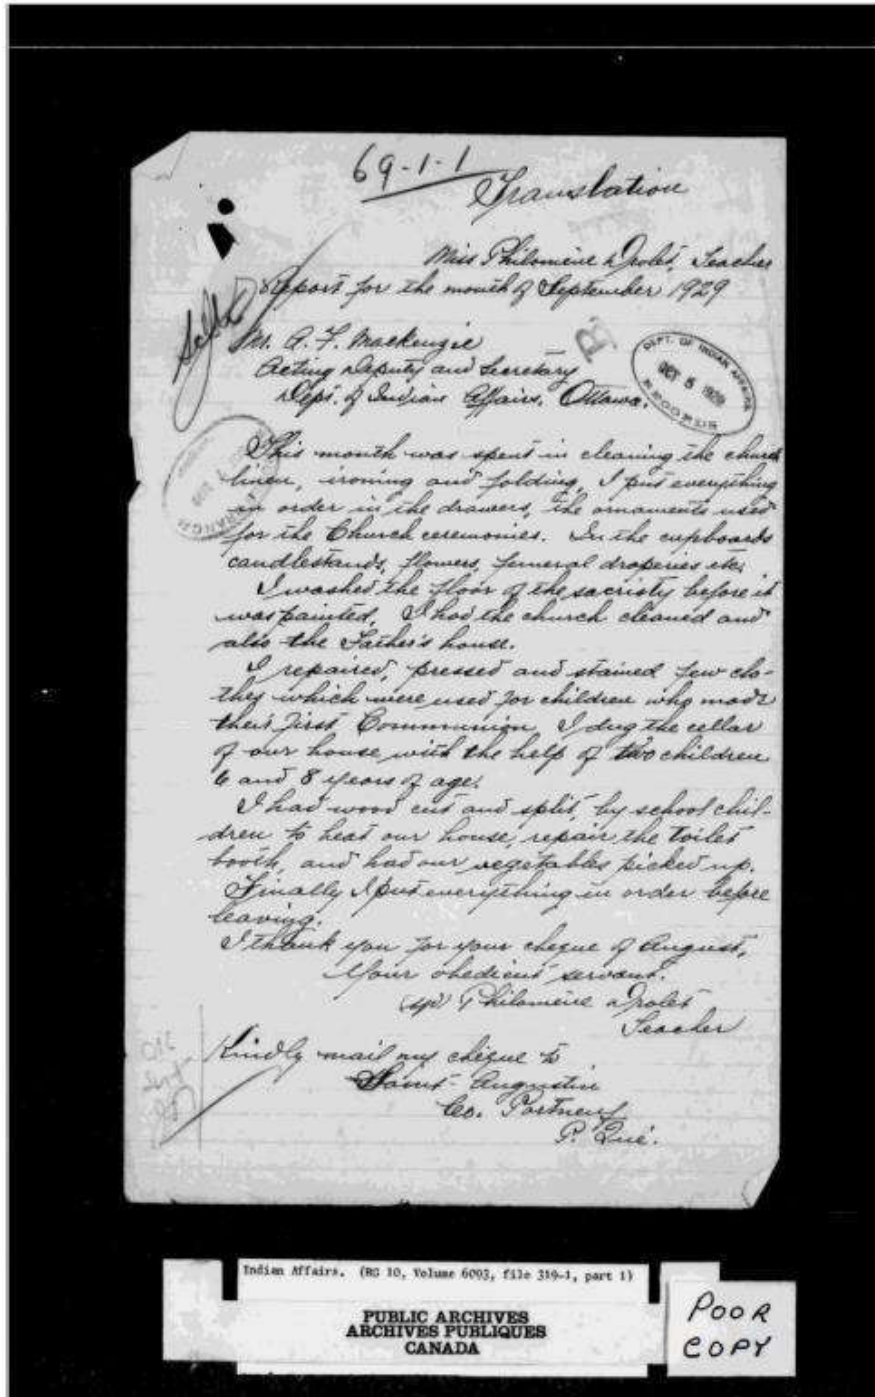 69-1-1
Translation
Miss Philomène Drolet, Teacher
Report for the month of September 1929
Mr. A. F. Mackenzie
Acting Deputy and Secretary
Dept. of Indian Affairs, Ottawa.
DEPT. OF INDIAN AFFAIRS
OCT 5 1929
RECORDS
This month was spent in cleaning the church
linen, ironing and folding, I put everything
in order in the drawers, the ornaments used
for the Church ceremonies. In the cupboards
candlestands, flowers, funeral draperies etc.
I washed the floor of the sacristy before it
was painted, I had the church cleaned and
also the Father's house.
I repaired, pressed and stained few clo-
thes which were used for children who made
their first Communion, I dug the cellar
of our house with the help of two children
6 and 8 years of age.
I had wood cut and split, by school chil-
dren to heat our house, repair the toilet
booth, and had our vegetables picked up.
Finally I put everything in order before
leaving.
I thank you for your cheque of August,
Your obedient servant.
(sgd) Philomène Drolet
Teacher
Kindly mail my cheque to
Saint-Augustin
Co. Portneuf
P. Qué.
Indian Affairs. (RG 10, Volume 6093, file 319-1, part 1)
PUBLIC ARCHIVES
ARCHIVES PUBLIQUES
CANADA
POOR
COPY